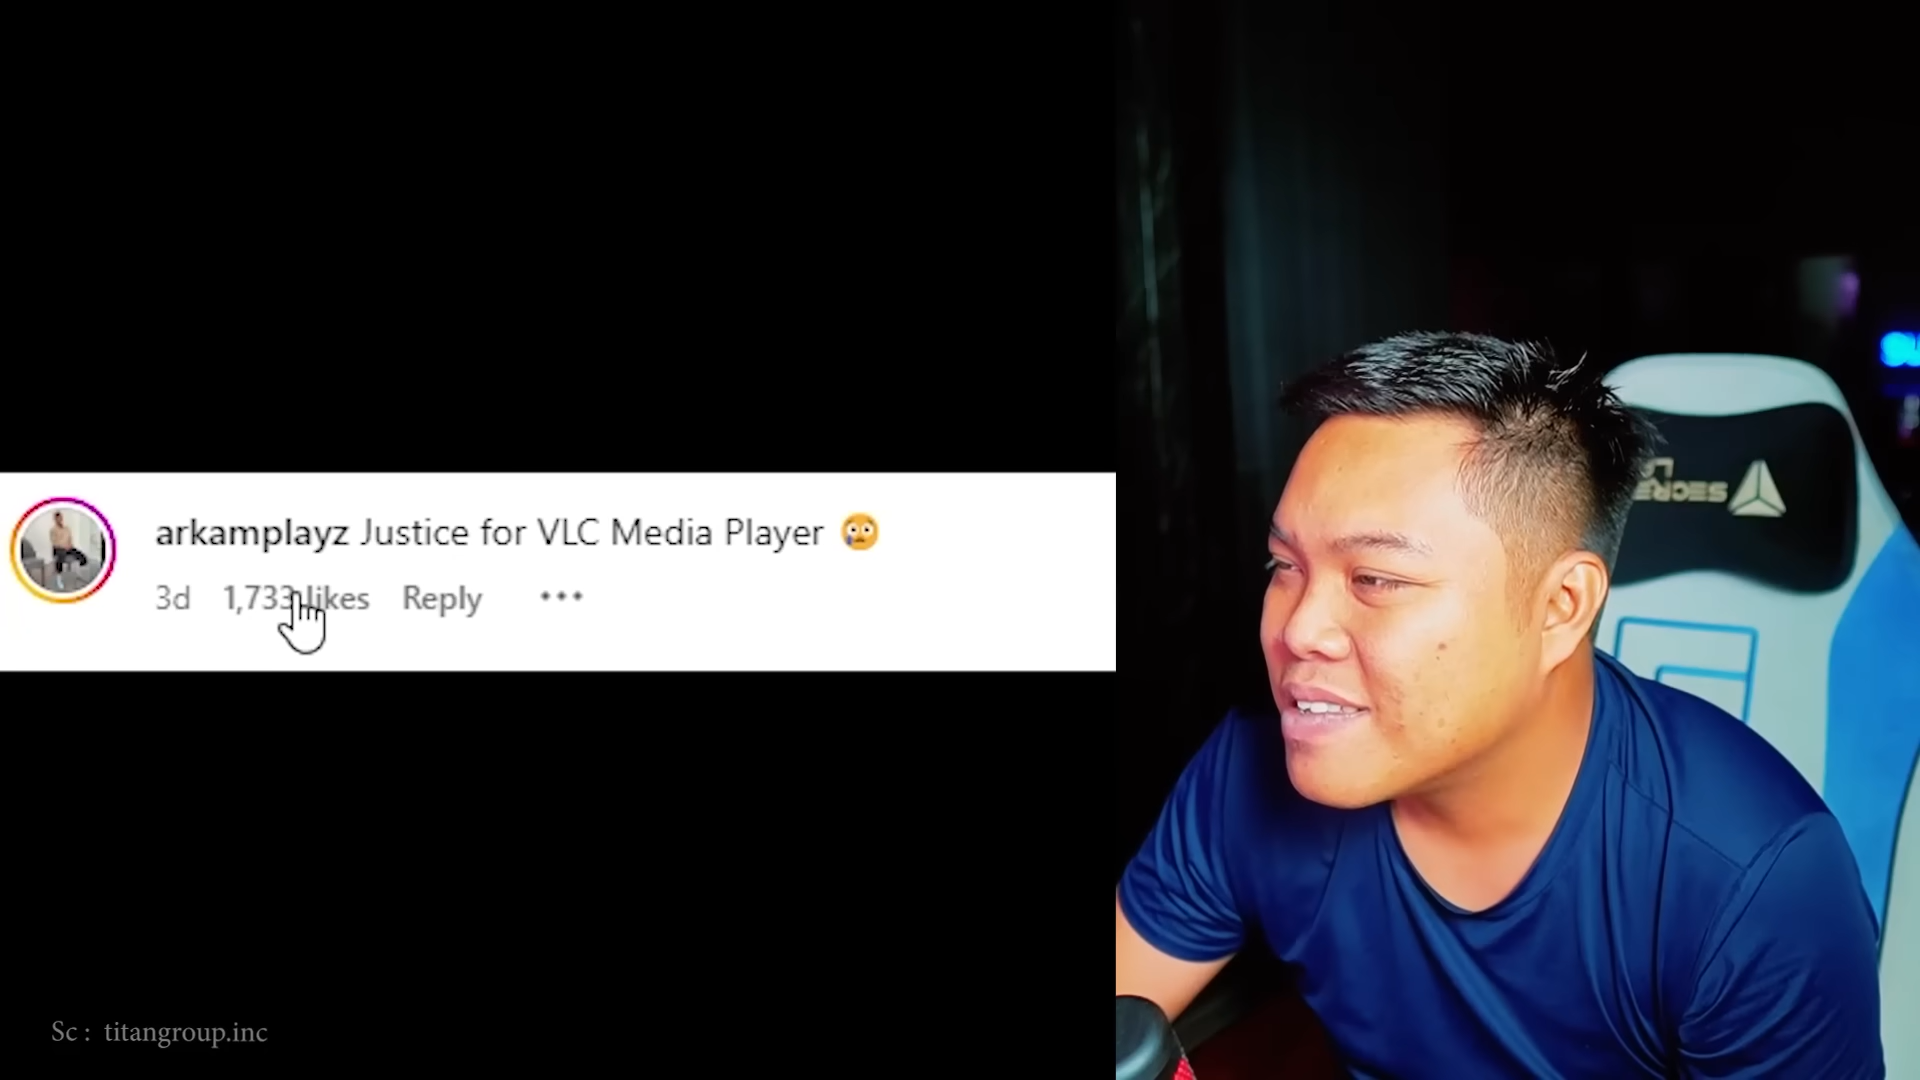 arkamplayz Justice for VLC Media Player 😢
3d 1,733 likes Reply •••
Sc : titangroup.inc